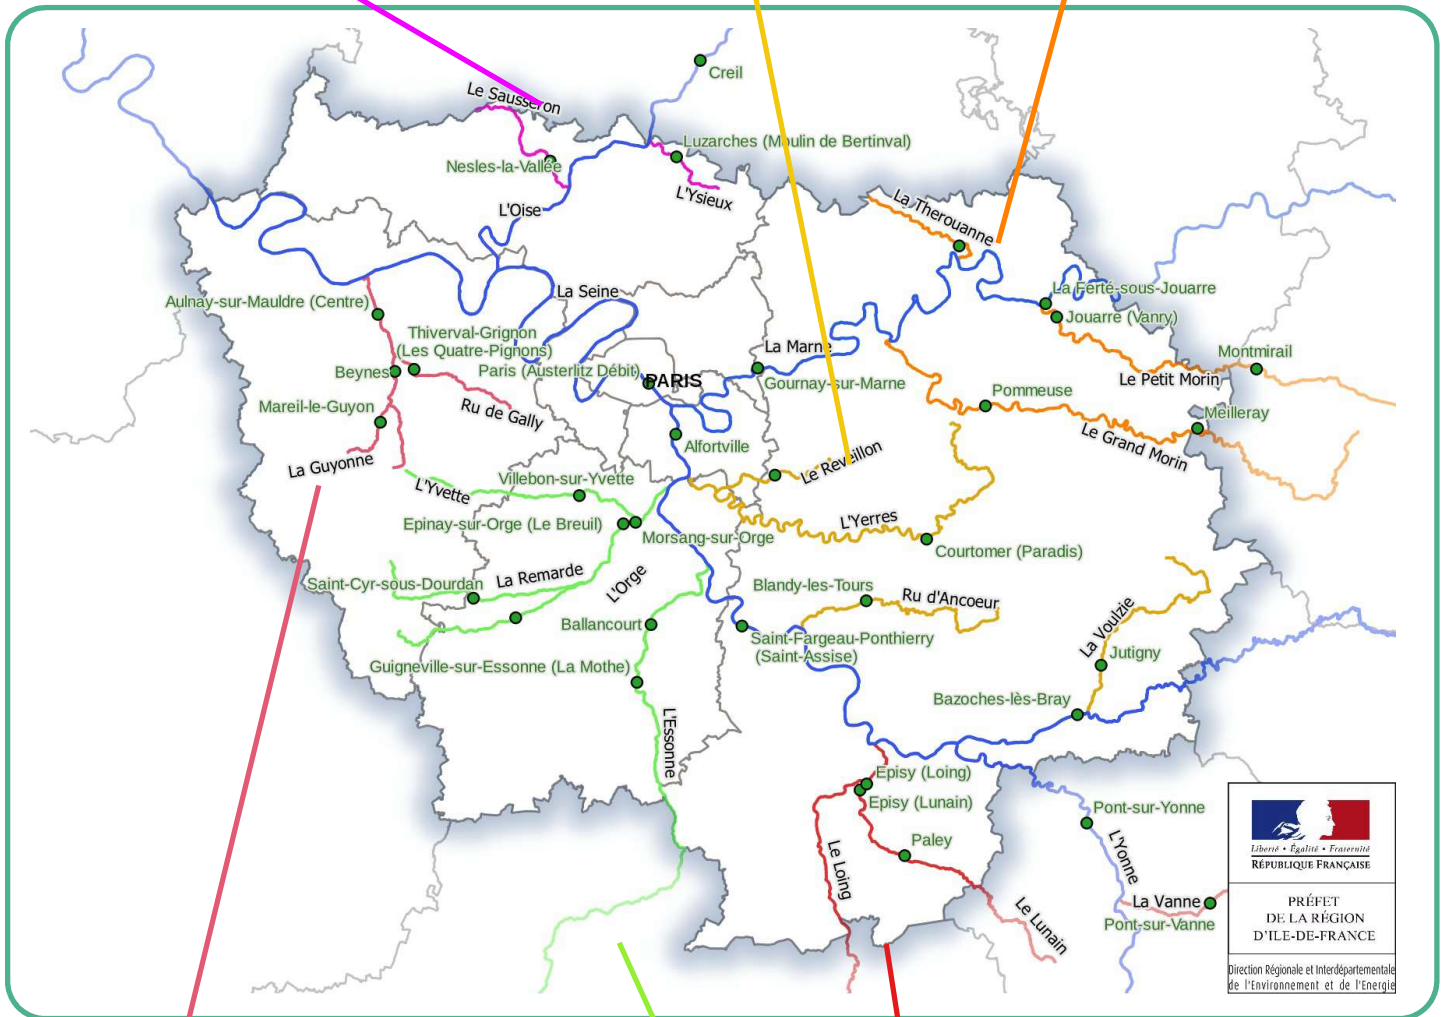 Creil
Le Sausseron
Luzarches (Moulin de Bertinval)
Nesles-la-Vallée
L'Ysieux
L'Oise
La Therouanne
La Seine
Aulnay-sur-Mauldre (Centre)
La Ferté-sous-Jouarre
Jouarre (Vanry)
Thiverval-Grignon
(Les Quatre-Pignons)
La Marne
Montmirail
Beynes
Paris (Austerlitz Débit)
PARIS
Gournay-sur-Marne
Le Petit Morin
Pommeuse
Mareil-le-Guyon
Ru de Gally
Meilleray
Alfortville
Le Grand Morin
La Guyonne
Le Reveillon
L'Yvette
Villebon-sur-Yvette
Epinay-sur-Orge (Le Breuil)
L'Yerres
Morsang-sur-Orge
Courtomer (Paradis)
Saint-Cyr-sous-Dourdan
La Remarde
L'Orge
Blandy-les-Tours
Ru d'Ancoeur
La Voulzie
Ballancourt
Saint-Fargeau-Ponthierry
(Saint-Assise)
Jutigny
Guigneville-sur-Essonne (La Mothe)
Bazoches-lès-Bray
L'Essonne
Episy (Loing)
Episy (Lunain)
Pont-sur-Yonne
Paley
L'Yonne
Le Loing
Le Lunain
La Vanne
Pont-sur-Vanne
Liberté • Égalité • Fraternité
RÉPUBLIQUE FRANÇAISE
PRÉFET
DE LA RÉGION
D'ILE-DE-FRANCE
Direction Régionale et Interdépartementale
de l'Environnement et de l'Energie